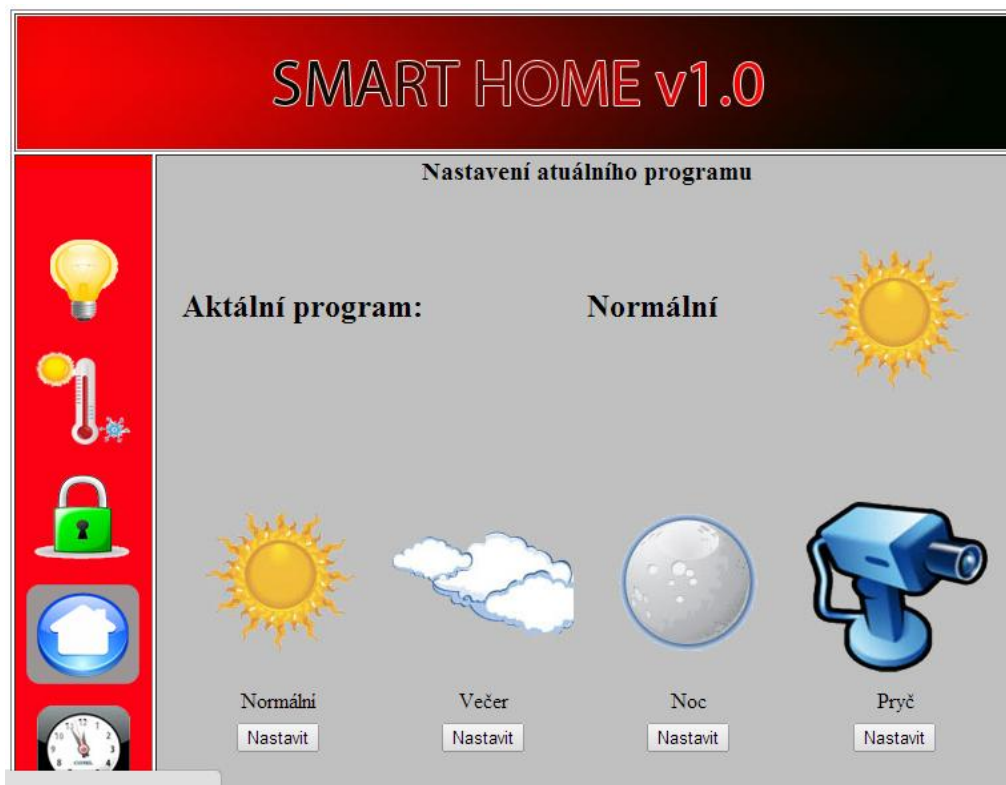 SMART HOME v1.0
Nastavení atuálního programu
Aktální program: Normální
Normální Večer Noc Pryč
Nastavit Nastavit Nastavit Nastavit